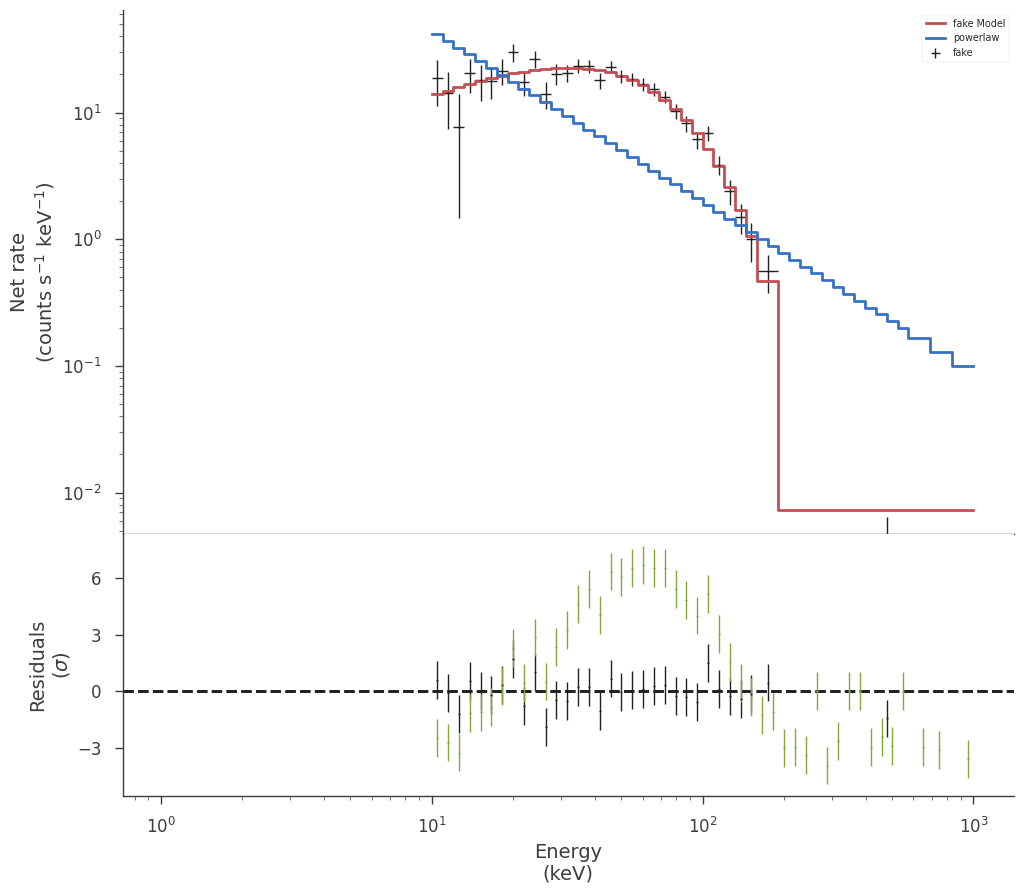 fake Model
powerlaw
fake
10¹
10⁰
10⁻¹
10⁻²
Net rate
(counts s⁻¹ keV⁻¹)
6
3
0
−3
Residuals
(σ)
10⁰
10¹
10²
10³
Energy
(keV)